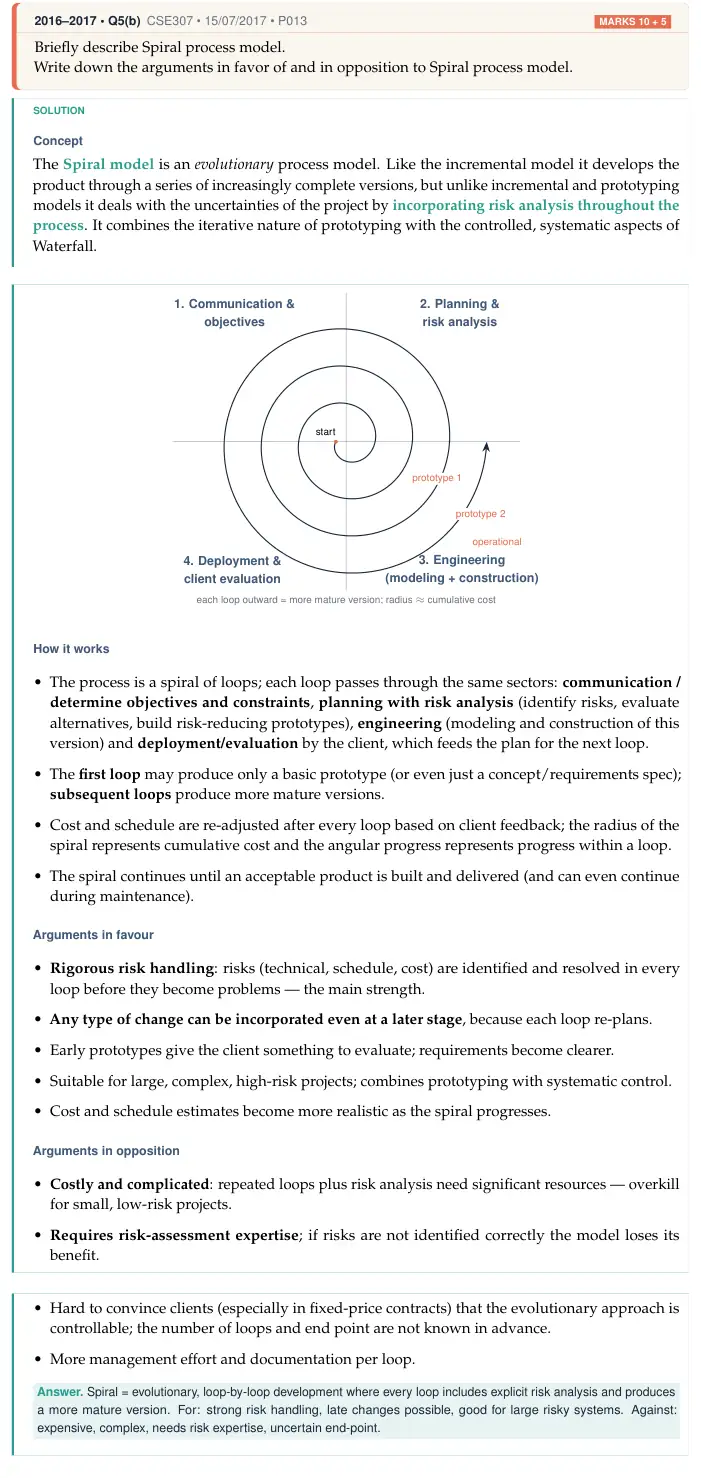 2016–2017 • Q5(b) CSE307 • 15/07/2017 • P013
MARKS 10 + 5
Briefly describe Spiral process model.
Write down the arguments in favor of and in opposition to Spiral process model.
SOLUTION
Concept
The Spiral model is an evolutionary process model. Like the incremental model it develops the
product through a series of increasingly complete versions, but unlike incremental and prototyping
models it deals with the uncertainties of the project by incorporating risk analysis throughout the
process. It combines the iterative nature of prototyping with the controlled, systematic aspects of
Waterfall.
1. Communication &
objectives
2. Planning &
risk analysis
start
prototype 1
prototype 2
operational
4. Deployment &
client evaluation
3. Engineering
(modeling + construction)
each loop outward = more mature version; radius ≈ cumulative cost
How it works
• The process is a spiral of loops; each loop passes through the same sectors: communication /
determine objectives and constraints, planning with risk analysis (identify risks, evaluate
alternatives, build risk-reducing prototypes), engineering (modeling and construction of this
version) and deployment/evaluation by the client, which feeds the plan for the next loop.
• The first loop may produce only a basic prototype (or even just a concept/requirements spec);
subsequent loops produce more mature versions.
• Cost and schedule are re-adjusted after every loop based on client feedback; the radius of the
spiral represents cumulative cost and the angular progress represents progress within a loop.
• The spiral continues until an acceptable product is built and delivered (and can even continue
during maintenance).
Arguments in favour
• Rigorous risk handling: risks (technical, schedule, cost) are identified and resolved in every
loop before they become problems — the main strength.
• Any type of change can be incorporated even at a later stage, because each loop re-plans.
• Early prototypes give the client something to evaluate; requirements become clearer.
• Suitable for large, complex, high-risk projects; combines prototyping with systematic control.
• Cost and schedule estimates become more realistic as the spiral progresses.
Arguments in opposition
• Costly and complicated: repeated loops plus risk analysis need significant resources — overkill
for small, low-risk projects.
• Requires risk-assessment expertise; if risks are not identified correctly the model loses its
benefit.
• Hard to convince clients (especially in fixed-price contracts) that the evolutionary approach is
controllable; the number of loops and end point are not known in advance.
• More management effort and documentation per loop.
Answer. Spiral = evolutionary, loop-by-loop development where every loop includes explicit risk analysis and produces
a more mature version. For: strong risk handling, late changes possible, good for large risky systems. Against:
expensive, complex, needs risk expertise, uncertain end-point.